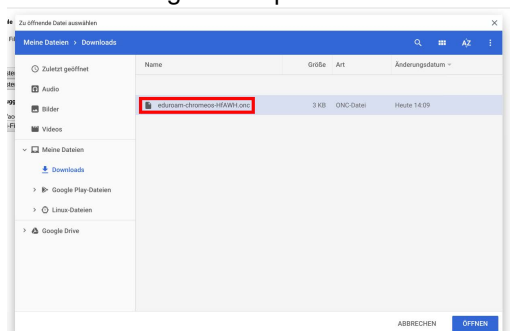 Zu öffnende Datei auswählen
Meine Dateien > Downloads
AZ
Zuletzt geöffnet
Audio
Bilder
Videos
Meine Dateien
Downloads
Google Play-Dateien
Linux-Dateien
Google Drive
Name Größe Art Änderungsdatum
eduroam-chromeos-HfAWH.onc 3 KB ONC-Datei Heute 14:09
ABBRECHEN ÖFFNEN